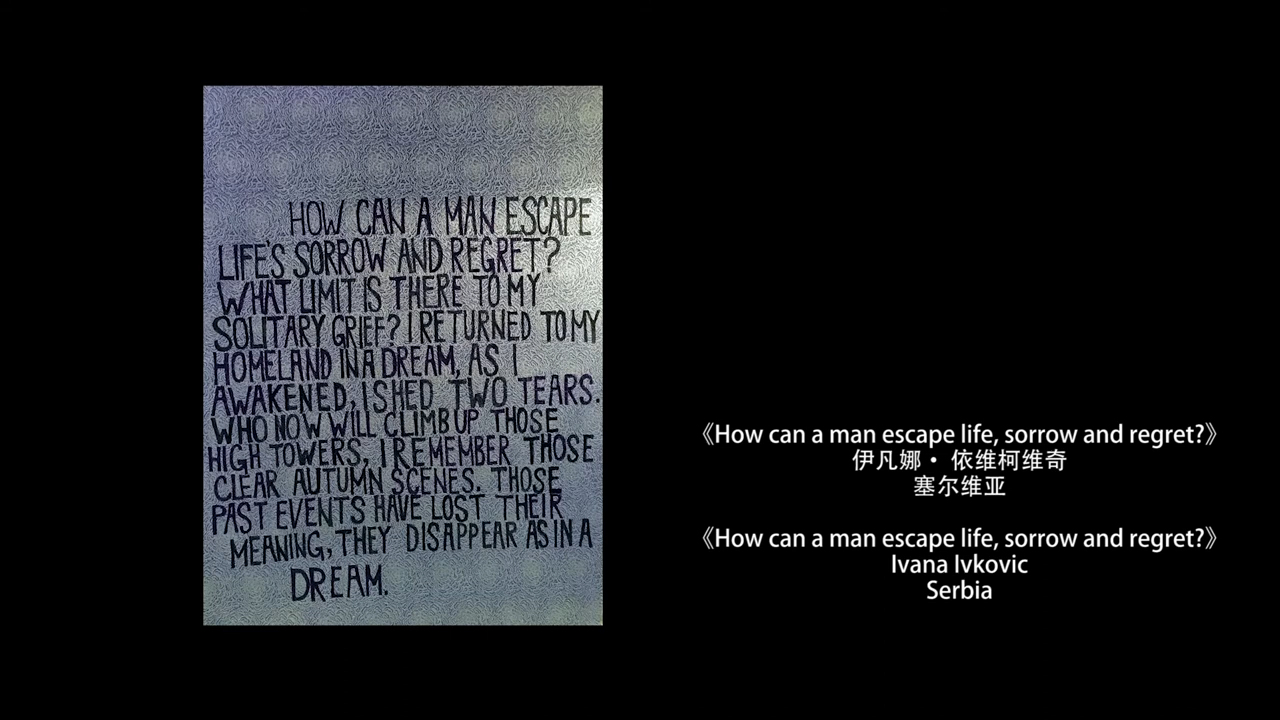 HOW CAN A MAN ESCAPE
LIFE'S SORROW AND REGRET?
WHAT LIMIT IS THERE TO MY
SOLITARY GRIEF? I RETURNED TO MY
HOMELAND IN A DREAM, AS I
AWAKENED, I SHED TWO TEARS.
WHO NOW WILL CLIMB UP THOSE
HIGH TOWERS, I REMEMBER THOSE
CLEAR AUTUMN SCENES. THOSE
PAST EVENTS HAVE LOST THEIR
MEANING, THEY DISAPPEAR AS IN A
DREAM.
《How can a man escape life, sorrow and regret?》
伊凡娜• 依维柯维奇
塞尔维亚
《How can a man escape life, sorrow and regret?》
Ivana Ivkovic
Serbia